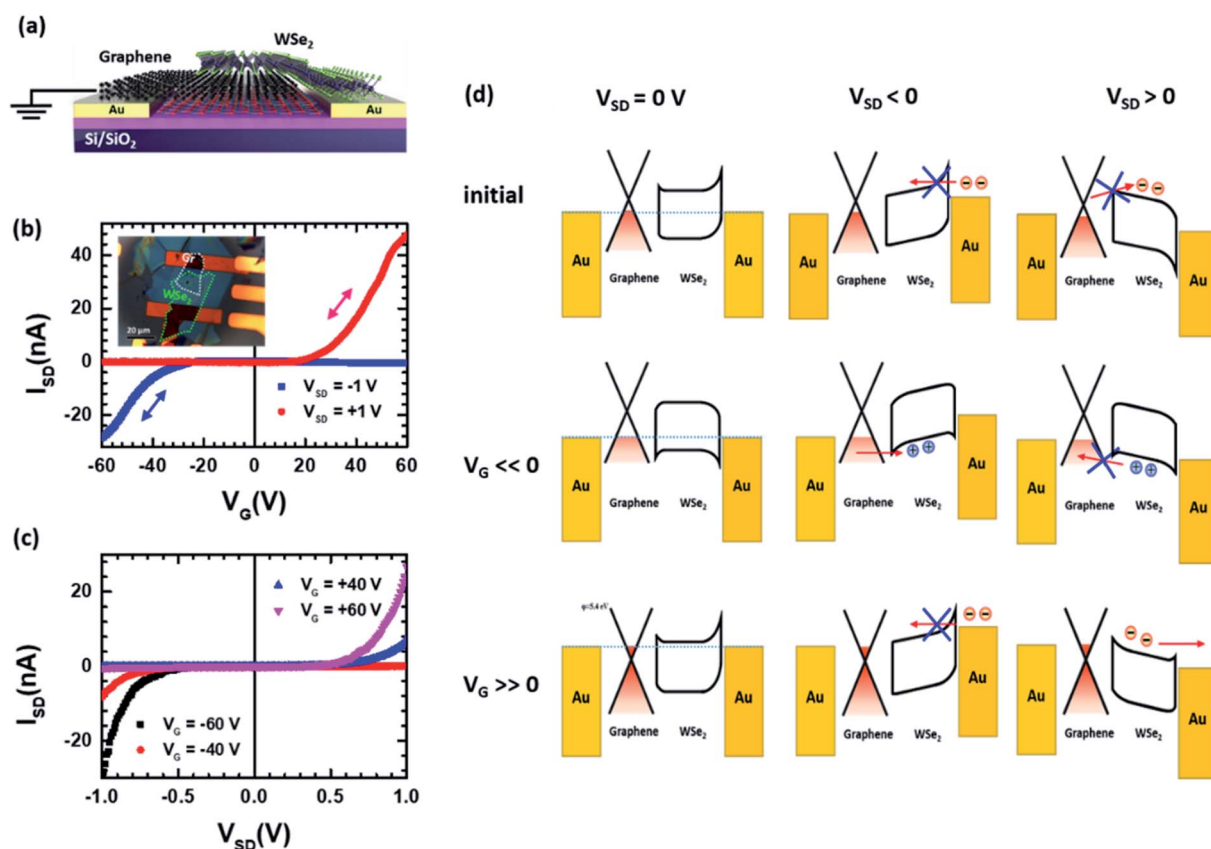 (a)
WSe2
Graphene
Au
Au
Si/SiO2
(b)
ISD(nA)
40
20
0
-20
Gr
WSe2
20 µm
VSD = -1 V
VSD = +1 V
-60 -40 -20 0 20 40 60
VG(V)
(c)
ISD(nA)
20
0
-20
VG = +40 V
VG = +60 V
VG = -60 V
VG = -40 V
-1.0 -0.5 0.0 0.5 1.0
VSD(V)
(d)
VSD = 0 V VSD < 0 VSD > 0
initial
Au Graphene WSe2 Au
Au Graphene WSe2 Au
Graphene WSe2 Au
VG << 0
Au Graphene WSe2 Au
Au Graphene WSe2 Au
Au Graphene WSe2 Au
VG >> 0
φ=5.4 eV
Au Graphene WSe2 Au
Au Graphene WSe2 Au
Au Graphene WSe2 Au